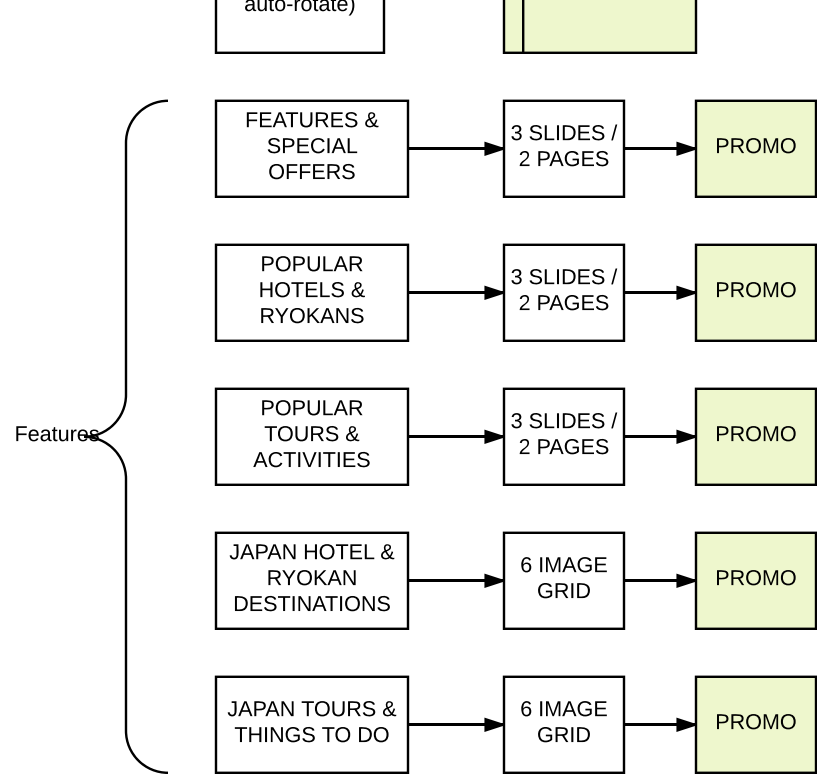 auto-rotate)
FEATURES &
SPECIAL
OFFERS
3 SLIDES /
2 PAGES
PROMO
POPULAR
HOTELS &
RYOKANS
3 SLIDES /
2 PAGES
PROMO
Features
POPULAR
TOURS &
ACTIVITIES
3 SLIDES /
2 PAGES
PROMO
JAPAN HOTEL &
RYOKAN
DESTINATIONS
6 IMAGE
GRID
PROMO
JAPAN TOURS &
THINGS TO DO
6 IMAGE
GRID
PROMO